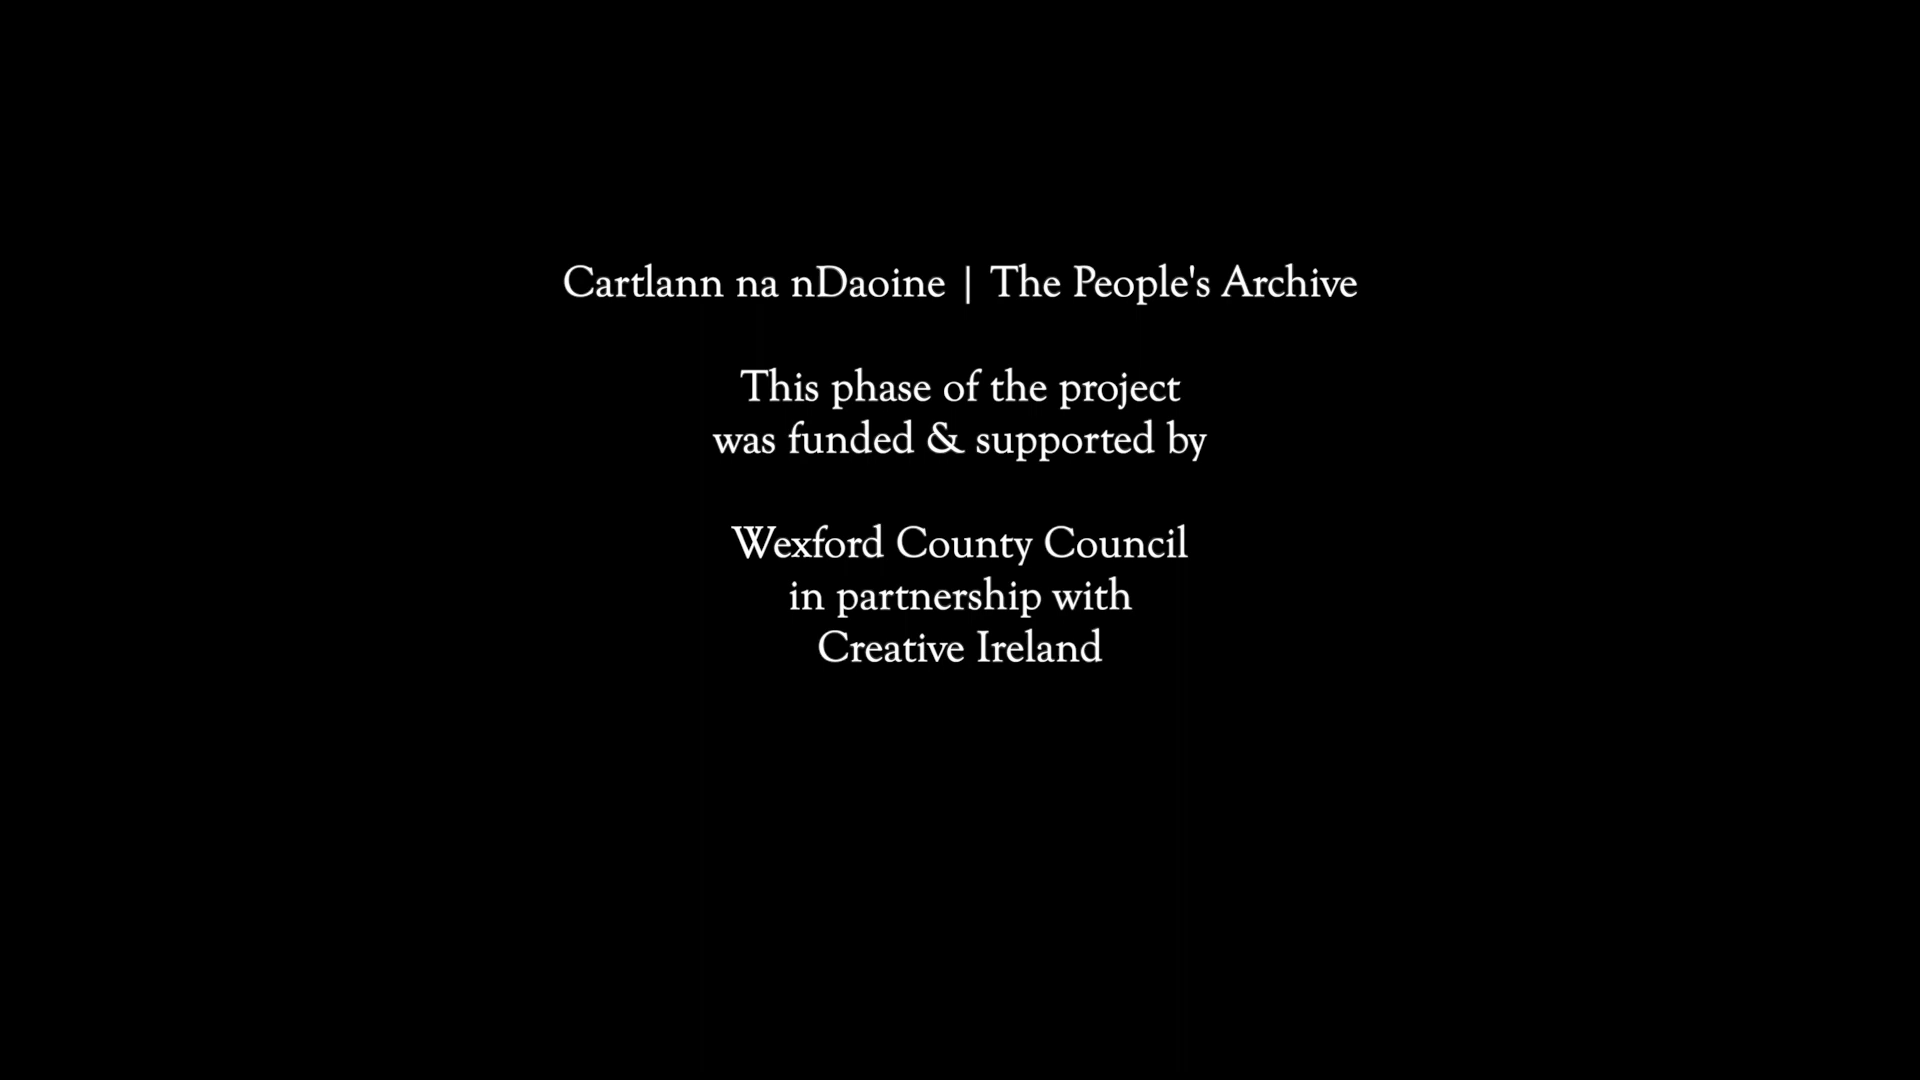 Cartlann na nDaoine | The People's Archive
This phase of the project
was funded & supported by
Wexford County Council
in partnership with
Creative Ireland